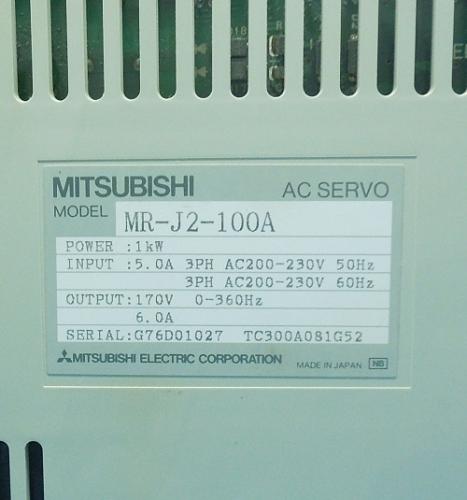 MITSUBISHI AC SERVO
MODEL MR-J2-100A
POWER :1kW
INPUT :5.0A 3PH AC200-230V 50Hz
3PH AC200-230V 60Hz
OUTPUT:170V 0-360Hz
6.0A
SERIAL:G76D01027 TC300A081G52
MITSUBISHI ELECTRIC CORPORATION MADE IN JAPAN NB